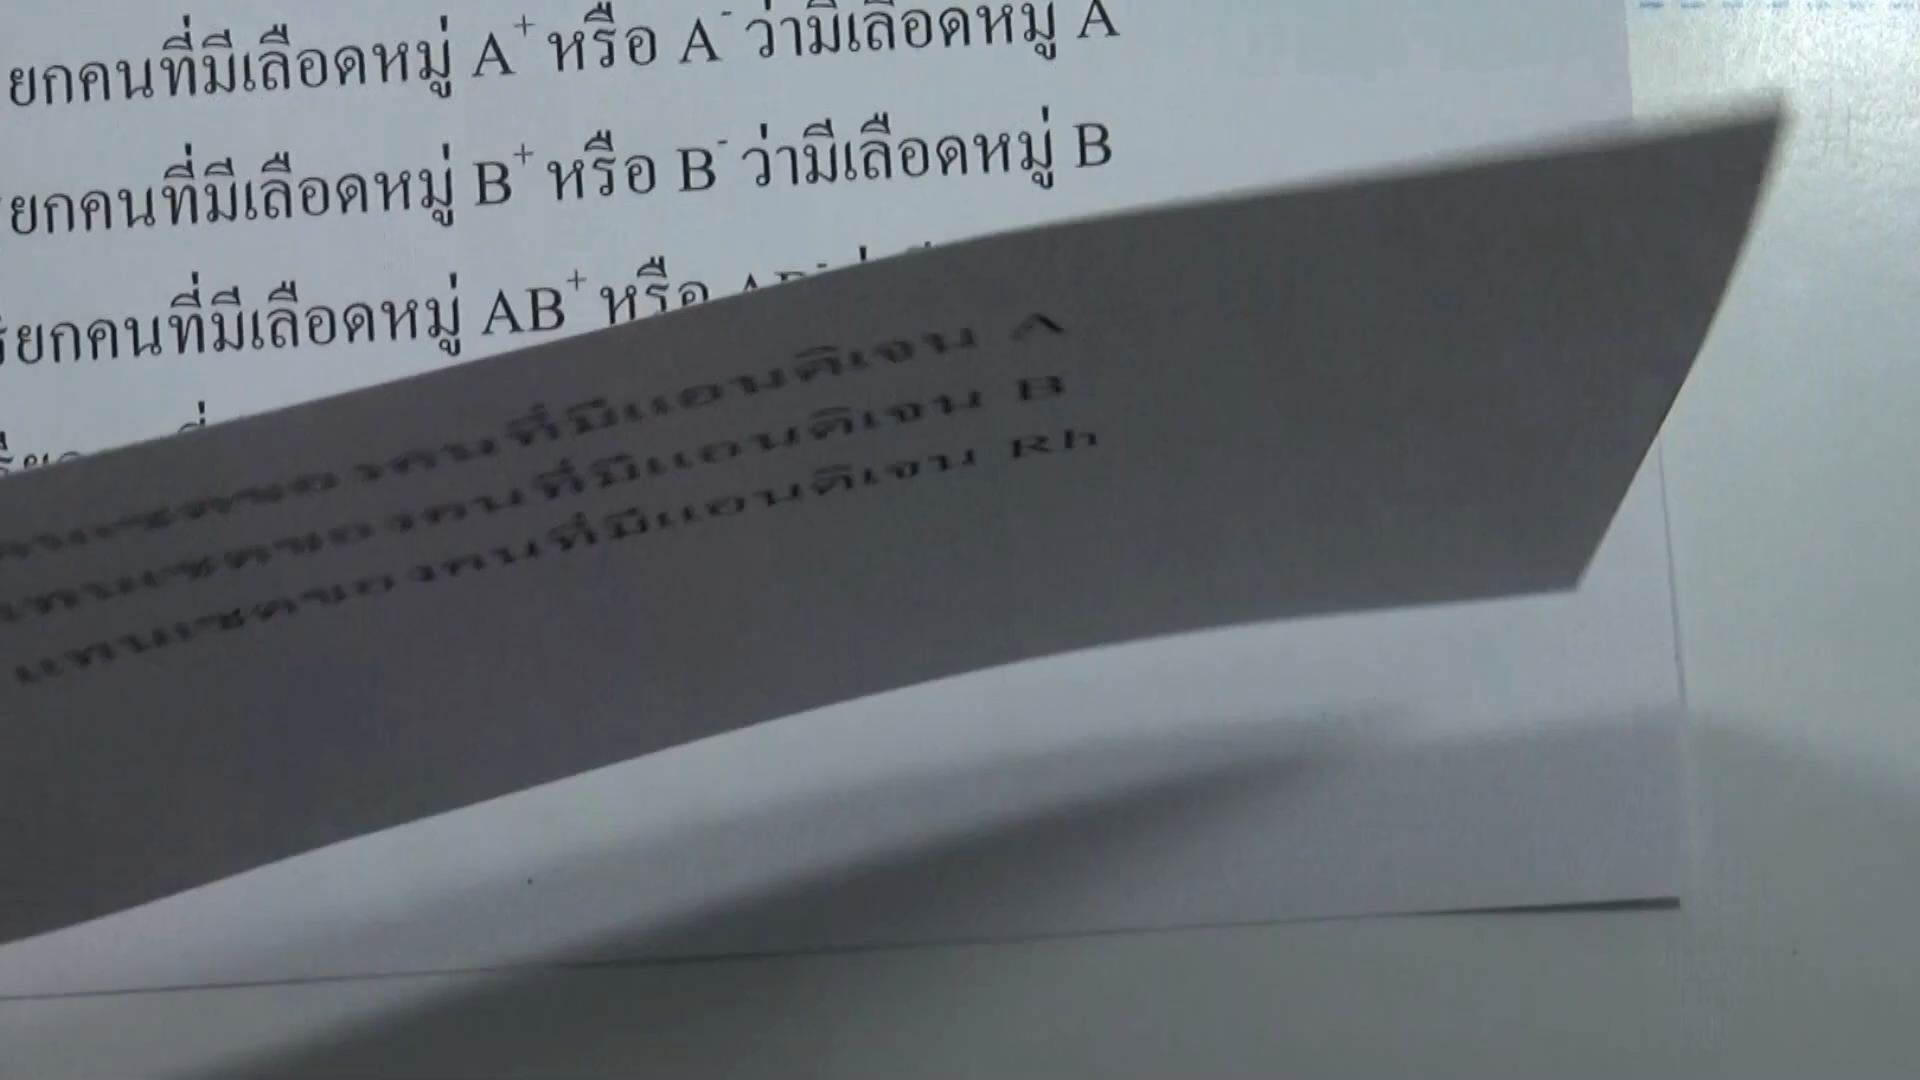 ยกคนที่มีเลือดหมู่ A⁺ หรือ A⁻ ว่ามีเลือดหมู่ A
ยกคนที่มีเลือดหมู่ B⁺ หรือ B⁻ ว่ามีเลือดหมู่ B
รียกคนที่มีเลือดหมู่ AB⁺ หรือ
แทนเซตของคนที่มีแอนติเจน A
แทนเซตของคนที่มีแอนติเจน B
แทนเซตของคนที่มีแอนติเจน Rh